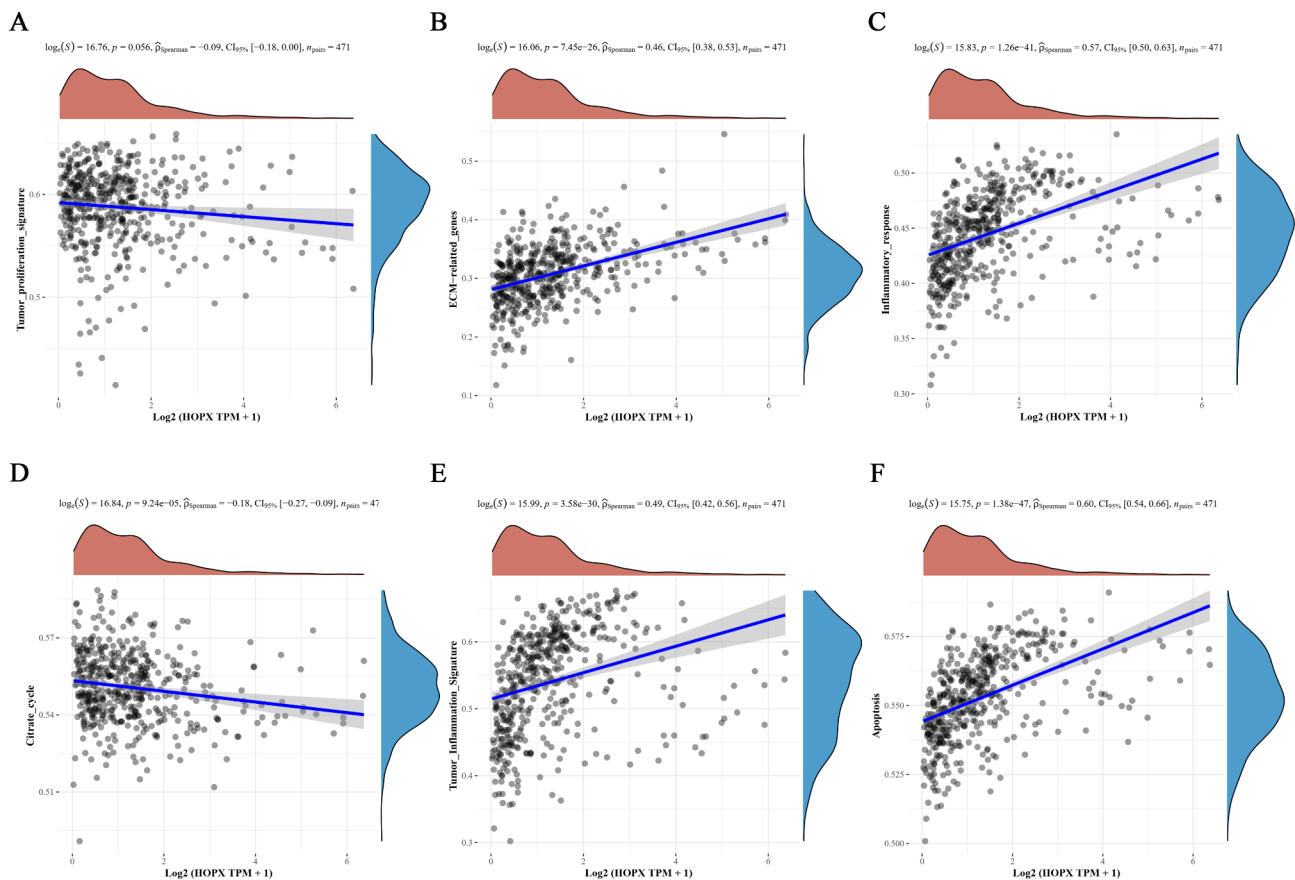 A
logₑ(S) = 16.76, p = 0.056, ρ̂Spearman = −0.09, CI95% [−0.18, 0.00], npairs = 471
Tumor_proliferation_signature
0.6
0.5
0 2 4 6
Log2 (HOPX TPM + 1)
B
logₑ(S) = 16.06, p = 7.45e−26, ρ̂Spearman = 0.46, CI95% [0.38, 0.53], npairs = 471
ECM−relaltted_genes
0.5
0.4
0.3
0.2
0.1
0 2 4 6
Log2 (HOPX TPM + 1)
C
logₑ(S) = 15.83, p = 1.26e−41, ρ̂Spearman = 0.57, CI95% [0.50, 0.63], npairs = 471
Inflammatory_response
0.50
0.45
0.40
0.35
0.30
0 2 4 6
Log2 (HOPX TPM + 1)
D
logₑ(S) = 16.84, p = 9.24e−05, ρ̂Spearman = −0.18, CI95% [−0.27, −0.09], npairs = 47
Citrate_cycle
0.57
0.54
0.51
0 2 4 6
Log2 (HOPX TPM + 1)
E
logₑ(S) = 15.99, p = 3.58e−30, ρ̂Spearman = 0.49, CI95% [0.42, 0.56], npairs = 471
Tumor_Inflammation_Signature
0.6
0.5
0.4
0.3
0 2 4 6
Log2 (HOPX TPM + 1)
F
logₑ(S) = 15.75, p = 1.38e−47, ρ̂Spearman = 0.60, CI95% [0.54, 0.66], npairs = 471
Apoptosis
0.575
0.550
0.525
0.500
0 2 4 6
Log2 (HOPX TPM + 1)